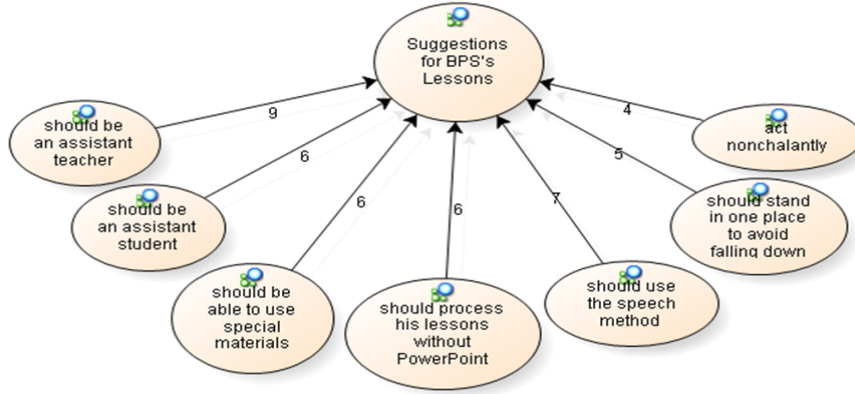 Suggestions
for BPS's
Lessons
9
6
6
6
7
5
4
should be
an assistant
teacher
should be
an assistant
student
should be
able to use
special
materials
should process
his lessons
without
PowerPoint
should use
the speech
method
should stand
in one place
to avoid
falling down
act
nonchalantly